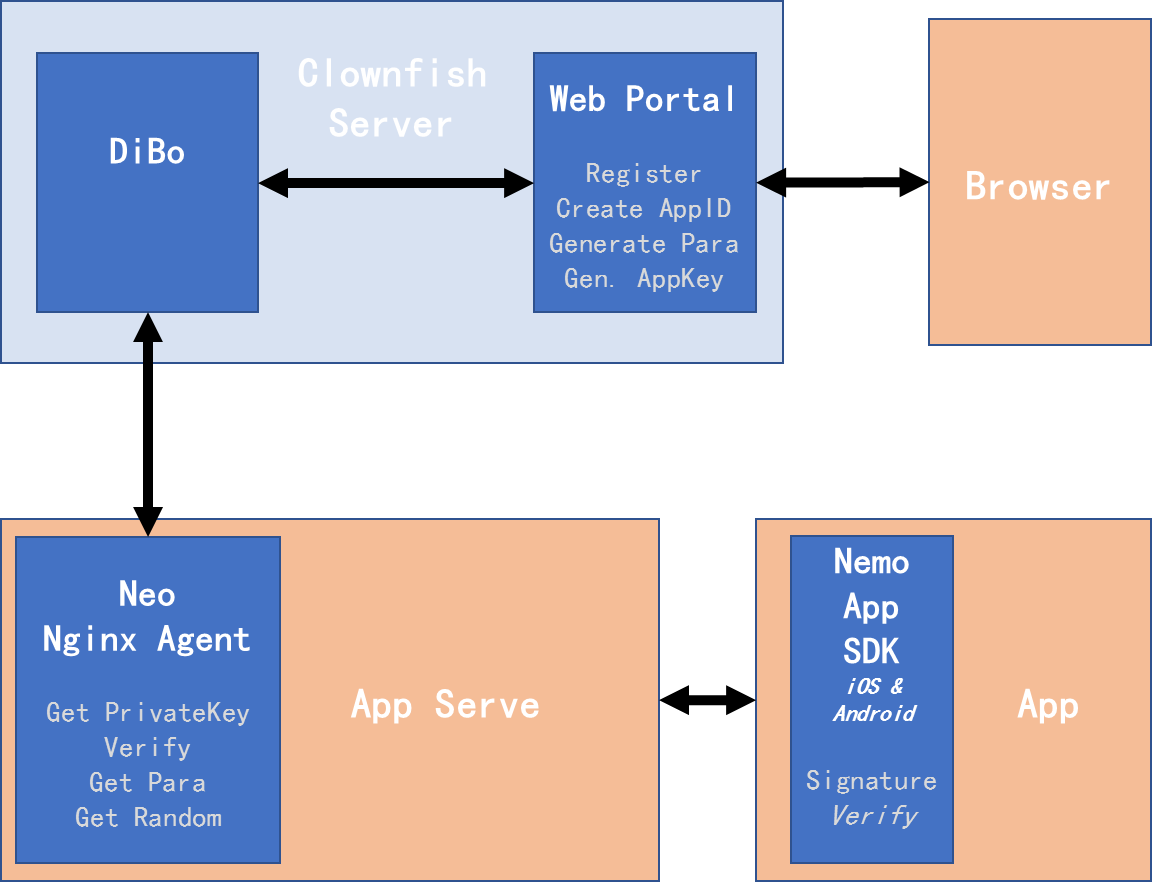 Clownfish
Server
DiBo
Web Portal
Register
Create AppID
Generate Para
Gen. AppKey
Browser
Neo
Nginx Agent
Get PrivateKey
Verify
Get Para
Get Random
App Serve
Nemo
App
SDK
iOS &
Android
Signature
Verify
App